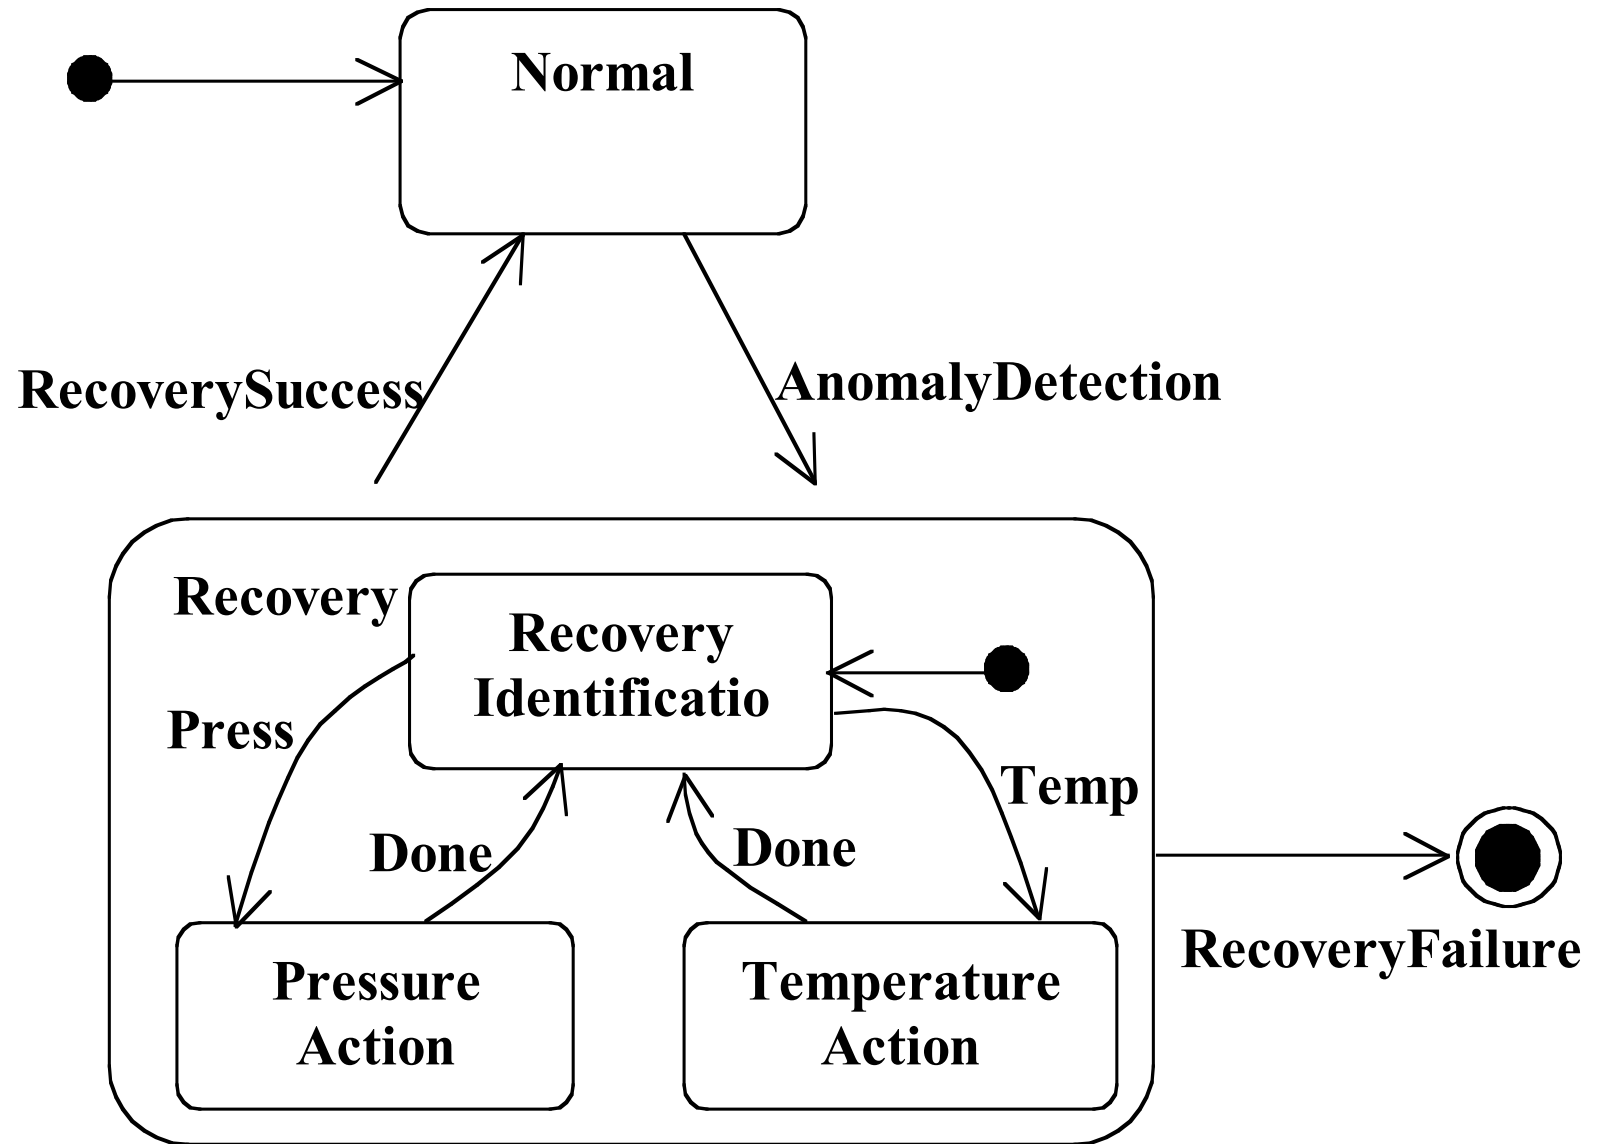 Normal
RecoverySuccess
AnomalyDetection
Recovery
Recovery
Identificatio
Press
Temp
Done
Done
RecoveryFailure
Pressure
Action
Temperature
Action